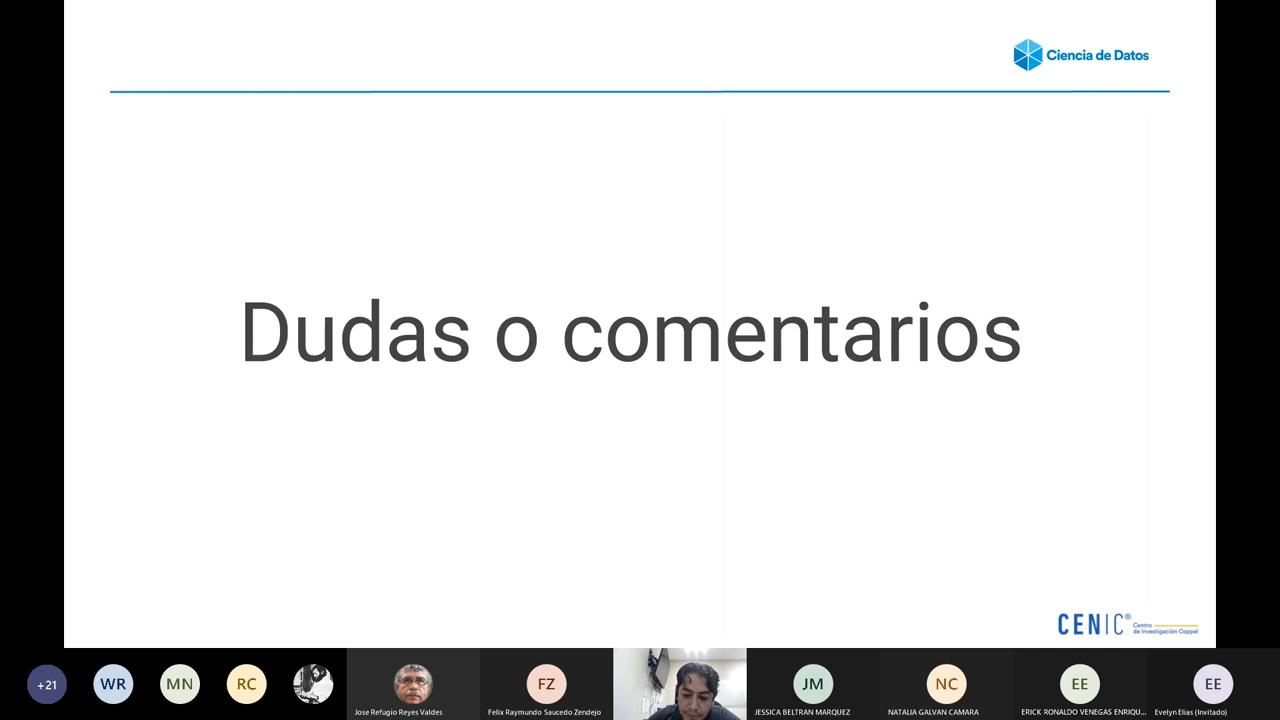 Ciencia de Datos
Dudas o comentarios
CENIC® Centro
de Investigación Coppel
+21
WR
MN
RC
Jose Refugio Reyes Valdes
FZ
Felix Raymundo Saucedo Zendejo
JM
JESSICA BELTRAN MARQUEZ
NC
NATALIA GALVAN CAMARA
EE
ERICK RONALDO VENEGAS ENRIQU...
EE
Evelyn Elias (Invitado)